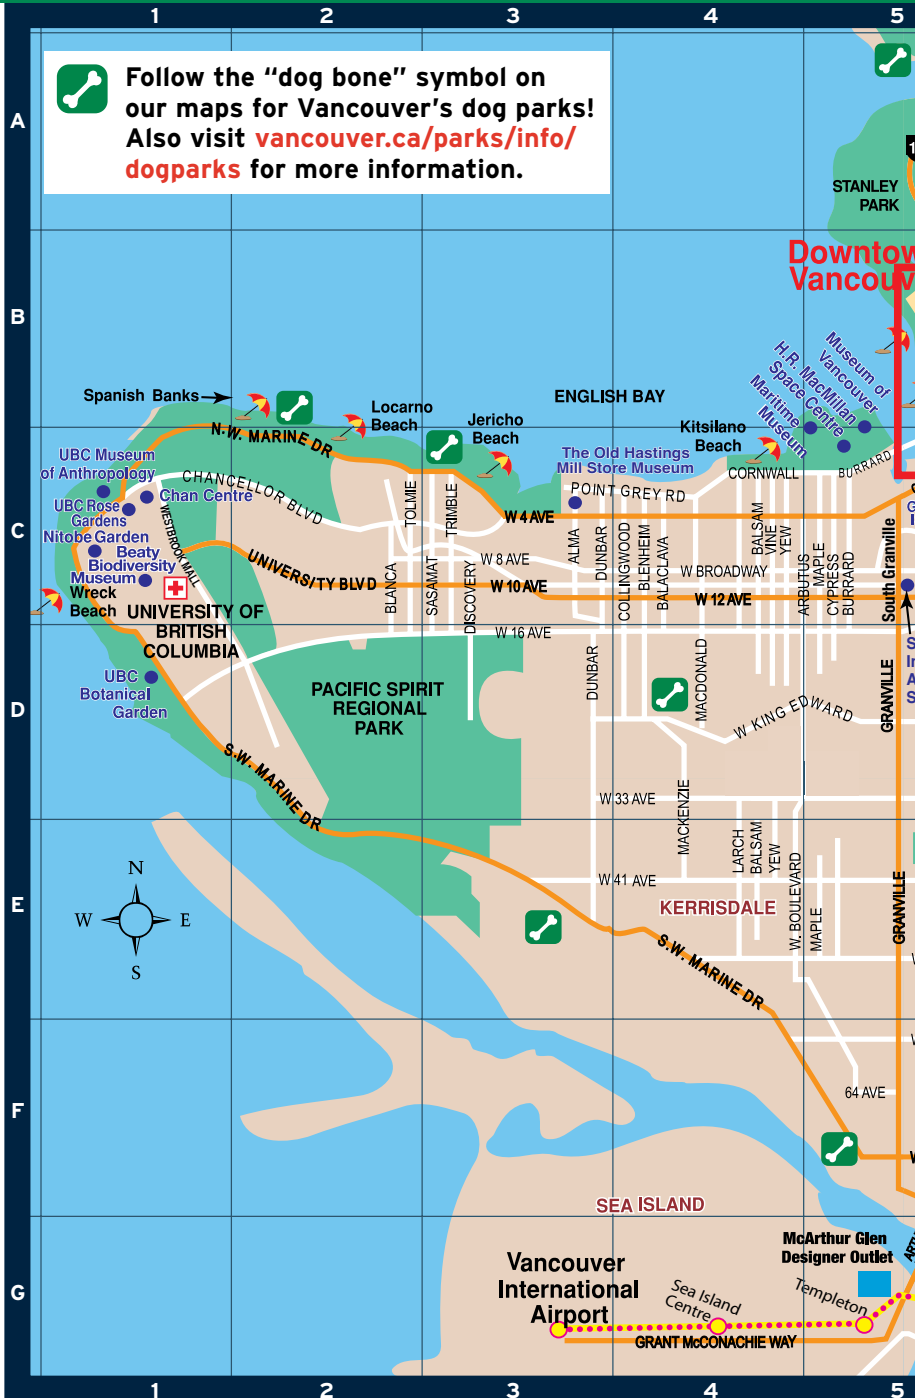 1 2 3 4 5
Follow the “dog bone” symbol on
our maps for Vancouver’s dog parks!
Also visit vancouver.ca/parks/info/
dogparks for more information.
A
STANLEY
PARK
Downtow
Vancouv
B
Museum of
Vancouver
H.R. MacMillan
Space Centre
Maritime
Museum
Spanish Banks
Locarno
Beach
ENGLISH BAY
Jericho
Beach
Kitsilano
Beach
N.W. MARINE DR
UBC Museum
of Anthropology
The Old Hastings
Mill Store Museum
CORNWALL
BURRARD
CHANCELLOR BLVD
Chan Centre
UBC Rose
Gardens
POINT GREY RD
TOLMIE
TRIMBLE
W 4 AVE
C
Nitobe Garden
WESTBROOK MALL
Beaty
Biodiversity
Museum
Wreck
Beach
UNIVERSITY BLVD
W 8 AVE
W 10 AVE
W BROADWAY
W 12 AVE
ALMA
DUNBAR
COLLINGWOOD
BLENHEIM
BALACLAVA
BALSAM
VINE
YEW
ARBUTUS
MAPLE
CYPRESS
BURRARD
South Granville
BLANCA
SASAMAT
DISCOVERY
UNIVERSITY OF
BRITISH
COLUMBIA
W 16 AVE
UBC
Botanical
Garden
D
PACIFIC SPIRIT
REGIONAL
PARK
DUNBAR
MACDONALD
W KING EDWARD
GRANVILLE
S.W. MARINE DR
W 33 AVE
MACKENZIE
LARCH
BALSAM
YEW
W. BOULEVARD
MAPLE
N
W E
S
E
W 41 AVE
KERRISDALE
GRANVILLE
S.W. MARINE DR
F
64 AVE
SEA ISLAND
G
Vancouver
International
Airport
McArthur Glen
Designer Outlet
Sea Island
Centre
Templeton
GRANT McCONACHIE WAY
1 2 3 4 5